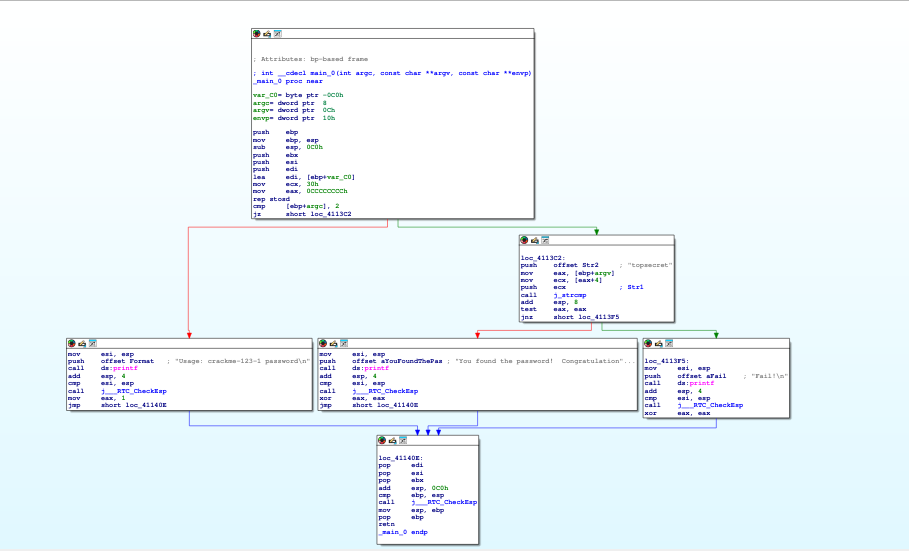 ; Attributes: bp-based frame
; int __cdecl main_0(int argc, const char **argv, const char **envp)
_main_0 proc near
var_C0= byte ptr -0C0h
argc= dword ptr  8
argv= dword ptr  0Ch
envp= dword ptr  10h
push    ebp
mov     ebp, esp
sub     esp, 0C0h
push    ebx
push    esi
push    edi
lea     edi, [ebp+var_C0]
mov     ecx, 30h
mov     eax, 0CCCCCCCCh
rep stosd
cmp     [ebp+argc], 2
jz      short loc_4113C2
loc_4113C2:
push    offset Str2     ; "topsecret"
mov     eax, [ebp+argv]
mov     ecx, [eax+4]
push    ecx             ; Str1
call    j_strcmp
add     esp, 8
test    eax, eax
jnz     short loc_4113F5
mov     esi, esp
push    offset Format   ; "Usage: crackme-123-1 password\n"
call    ds:printf
add     esp, 4
cmp     esi, esp
call    j___RTC_CheckEsp
mov     eax, 1
jmp     short loc_41140E
mov     esi, esp
push    offset aYouFoundThePas ; "You found the password!  Congratulation"...
call    ds:printf
add     esp, 4
cmp     esi, esp
call    j___RTC_CheckEsp
xor     eax, eax
jmp     short loc_41140E
loc_4113F5:
mov     esi, esp
push    offset aFail    ; "Fail!\n"
call    ds:printf
add     esp, 4
cmp     esi, esp
call    j___RTC_CheckEsp
xor     eax, eax
loc_41140E:
pop     edi
pop     esi
pop     ebx
add     esp, 0C0h
cmp     ebp, esp
call    j___RTC_CheckEsp
mov     esp, ebp
pop     ebp
retn
_main_0 endp